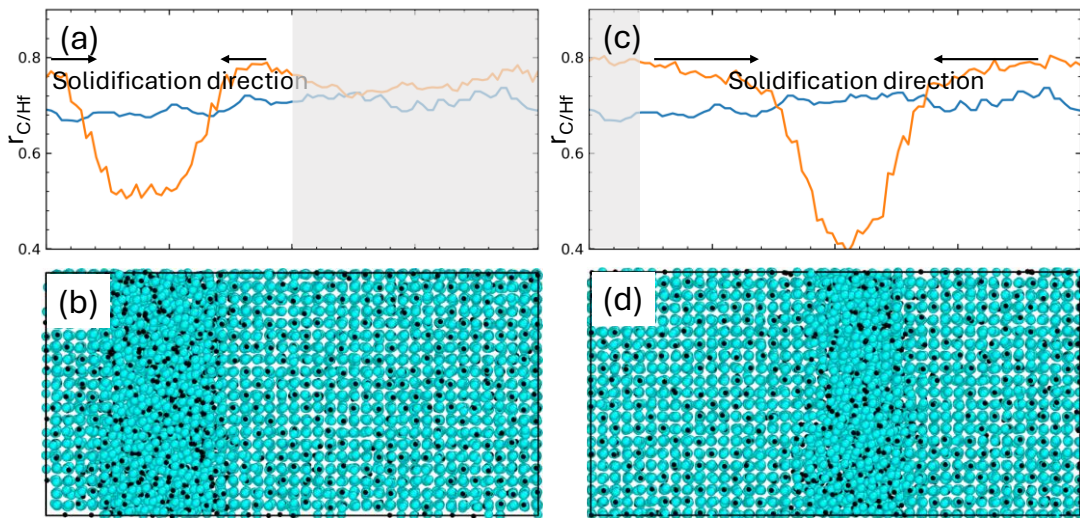 (a)
Solidification direction
r_C/Hf
0.8
0.6
0.4
(b)
(c)
Solidification direction
r_C/Hf
0.8
0.6
0.4
(d)